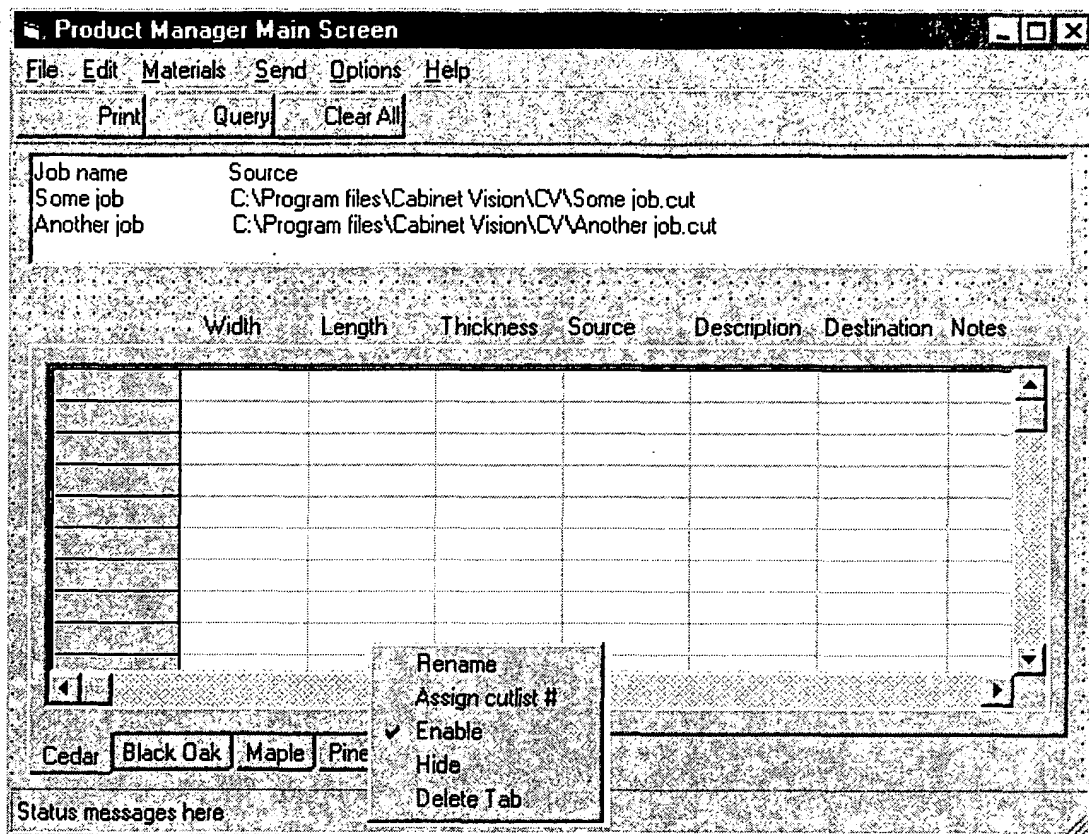 Product Manager Main Screen
File Edit Materials Send Options Help
Print Query Clear All
Job name Source
Some job C:\Program files\Cabinet Vision\CV\Some job.cut
Another job C:\Program files\Cabinet Vision\CV\Another job.cut
Width Length Thickness Source Description Destination Notes
Rename
Assign cutlist #
Enable
Hide
Delete Tab
Cedar Black Oak Maple Pine
Status messages here